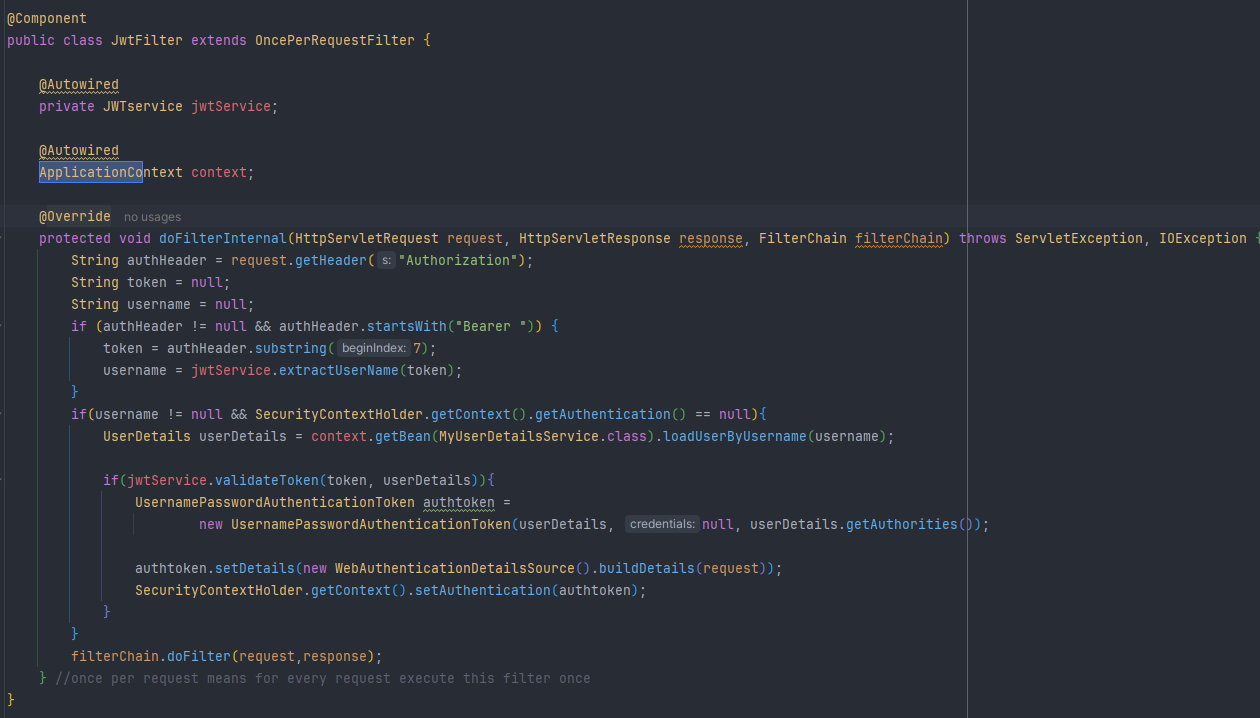 @Component
public class JwtFilter extends OncePerRequestFilter {
@Autowired
private JWTservice jwtService;
@Autowired
ApplicationContext context;
@Override no usages
protected void doFilterInternal(HttpServletRequest request, HttpServletResponse response, FilterChain filterChain) throws ServletException, IOException {
String authHeader = request.getHeader( s: "Authorization");
String token = null;
String username = null;
if (authHeader != null && authHeader.startsWith("Bearer ")) {
token = authHeader.substring( beginIndex: 7);
username = jwtService.extractUserName(token);
}
if(username != null && SecurityContextHolder.getContext().getAuthentication() == null){
UserDetails userDetails = context.getBean(MyUserDetailsService.class).loadUserByUsername(username);
if(jwtService.validateToken(token, userDetails)){
UsernamePasswordAuthenticationToken authtoken =
new UsernamePasswordAuthenticationToken(userDetails, credentials: null, userDetails.getAuthorities());
authtoken.setDetails(new WebAuthenticationDetailsSource().buildDetails(request));
SecurityContextHolder.getContext().setAuthentication(authtoken);
}
}
filterChain.doFilter(request,response);
} //once per request means for every request execute this filter once
}